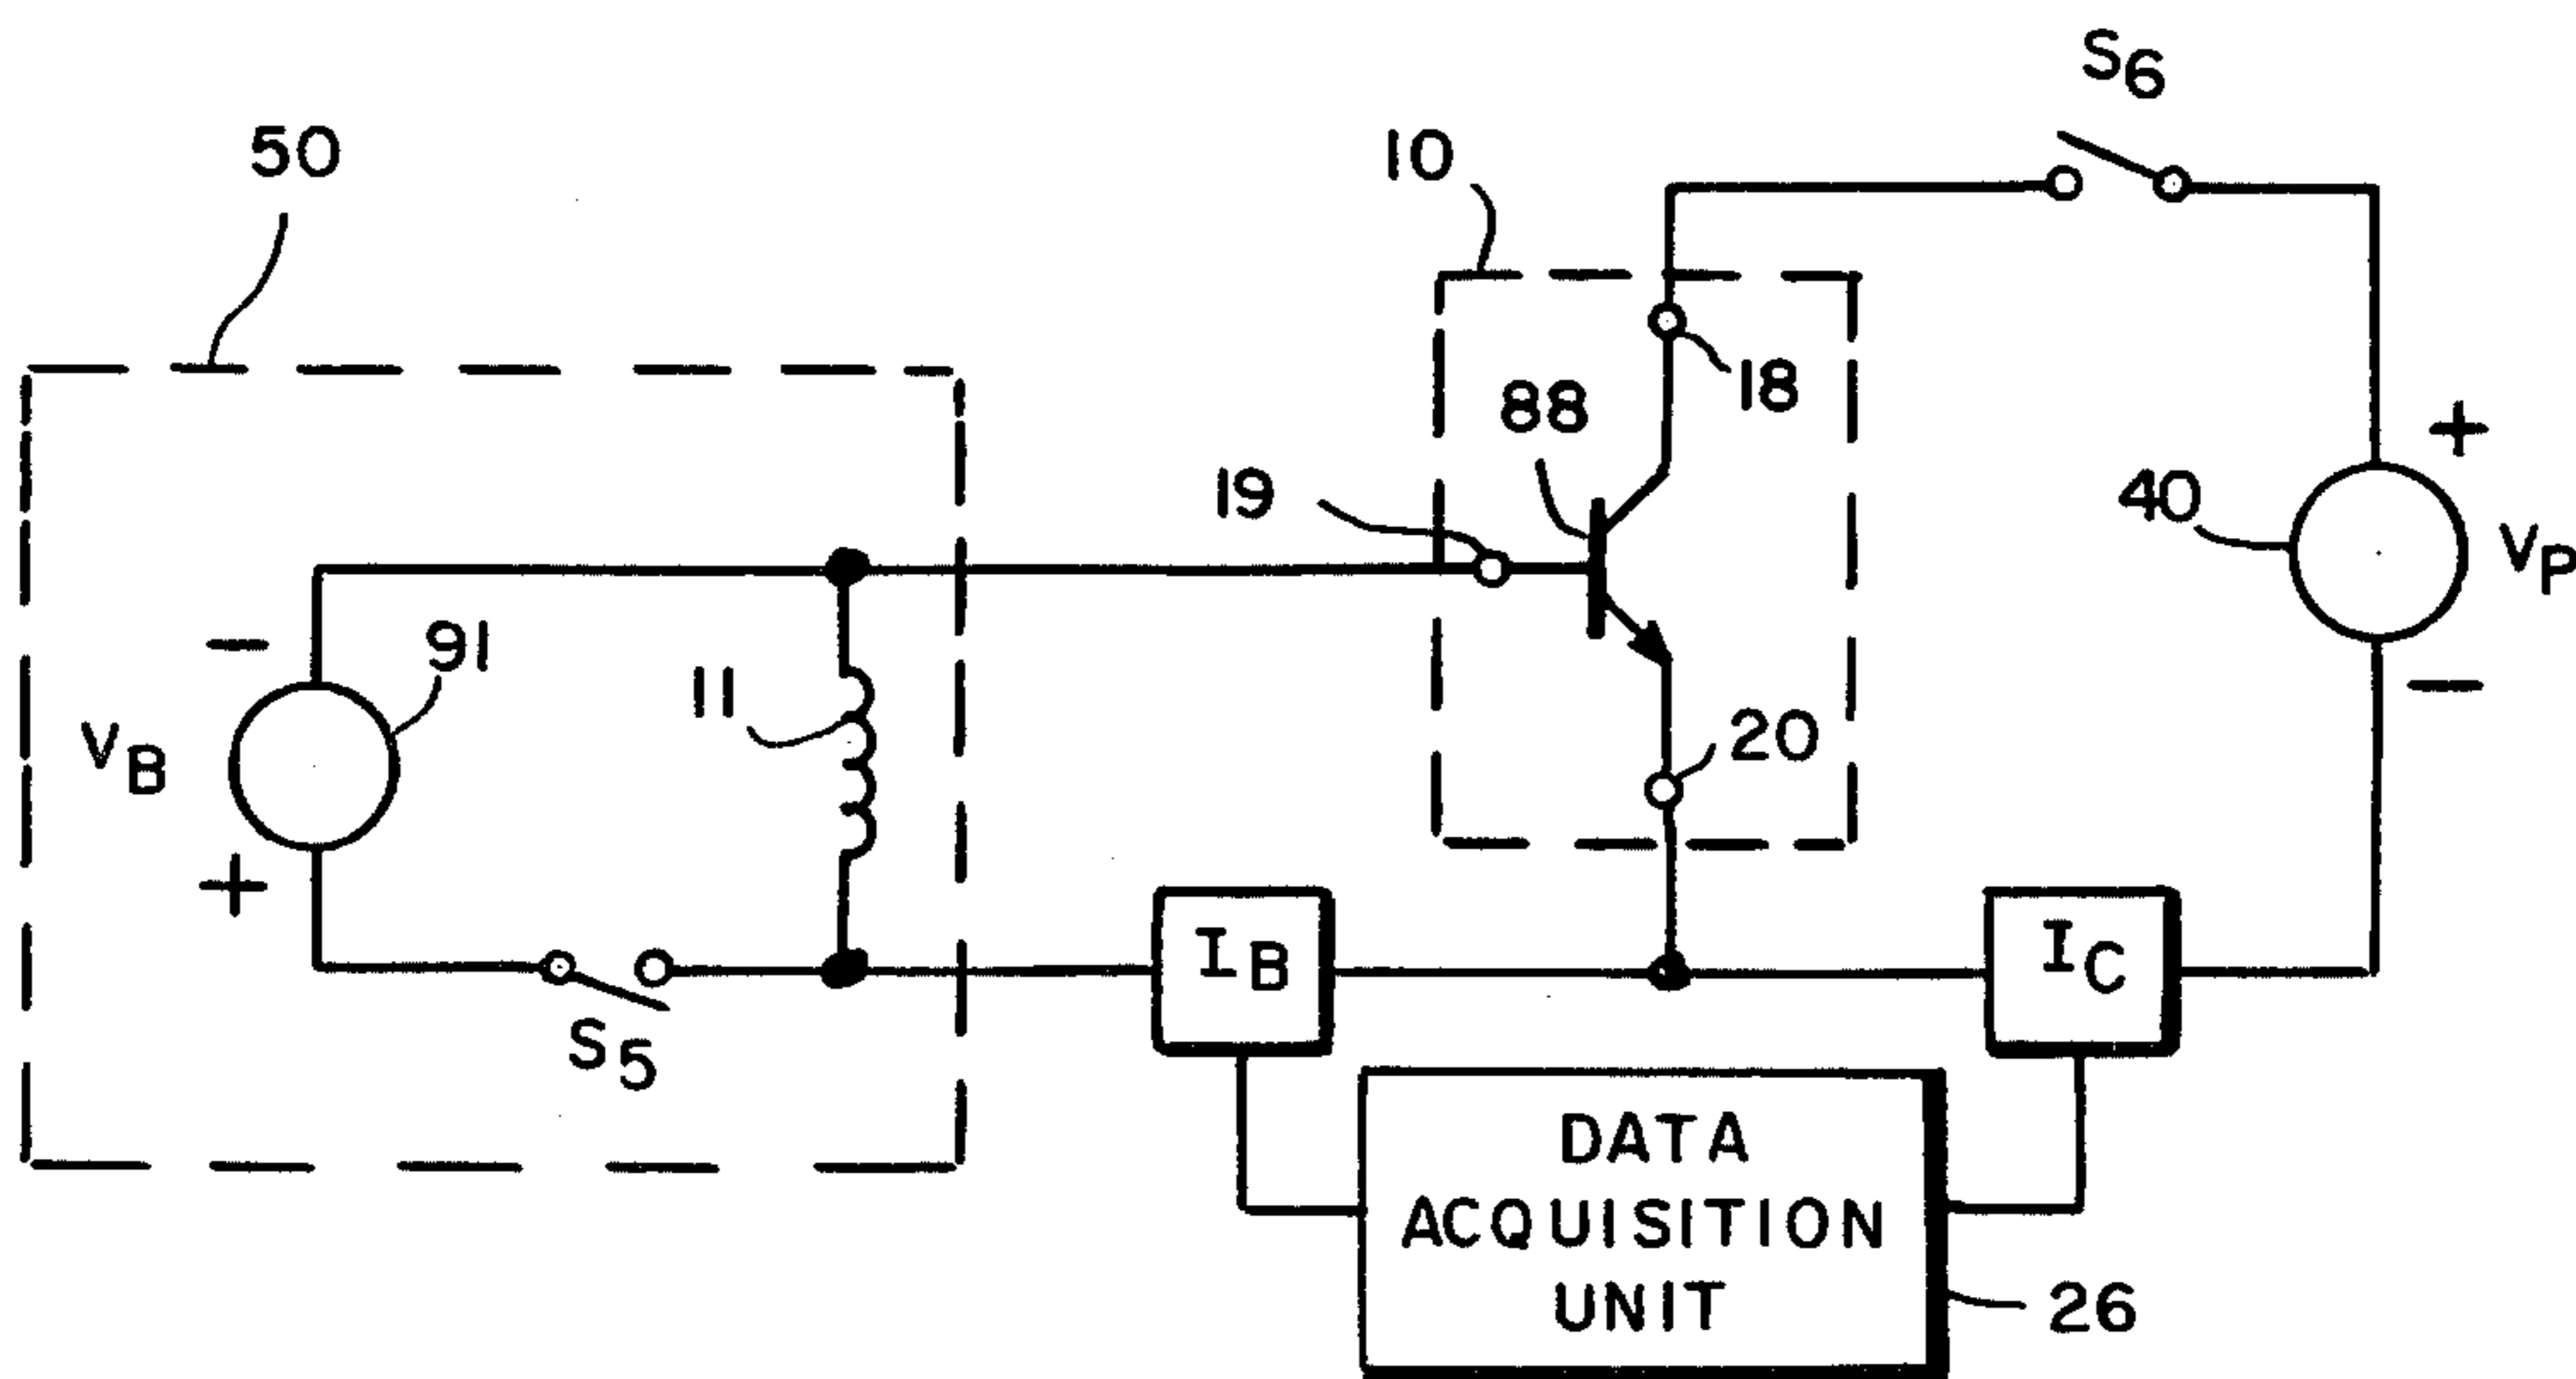 S6
50
10
18
88
19
+
40
VP
−
91
11
−
VB
20
+
IB
IC
S5
DATA
ACQUISITION
UNIT
26